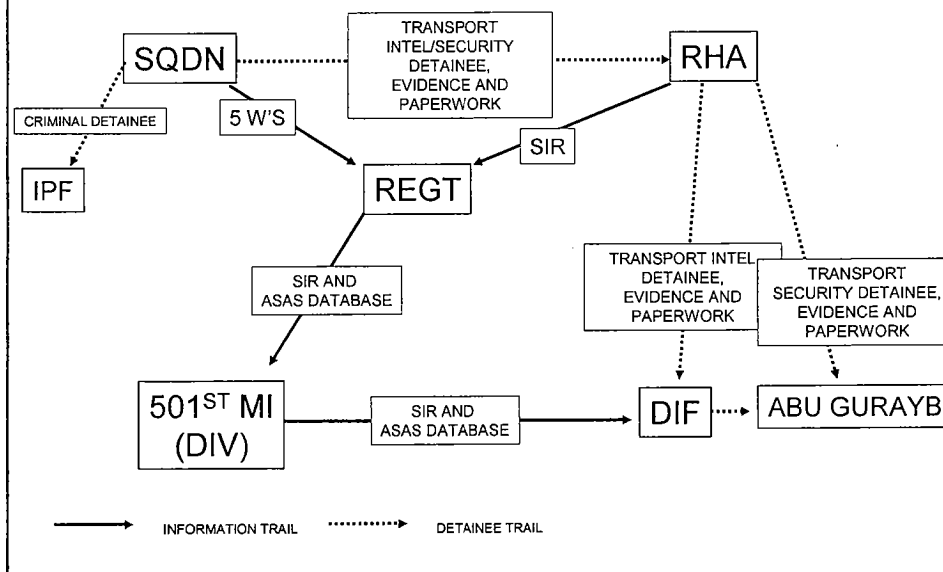 SQDN
TRANSPORT
INTEL/SECURITY
DETAINEE,
EVIDENCE AND
PAPERWORK
RHA
CRIMINAL DETAINEE
5 W'S
SIR
IPF
REGT
SIR AND
ASAS DATABASE
TRANSPORT INTEL
DETAINEE,
EVIDENCE AND
PAPERWORK
TRANSPORT
SECURITY DETAINEE,
EVIDENCE AND
PAPERWORK
501ST MI
(DIV)
SIR AND
ASAS DATABASE
DIF
ABU GURAYB
INFORMATION TRAIL
DETAINEE TRAIL